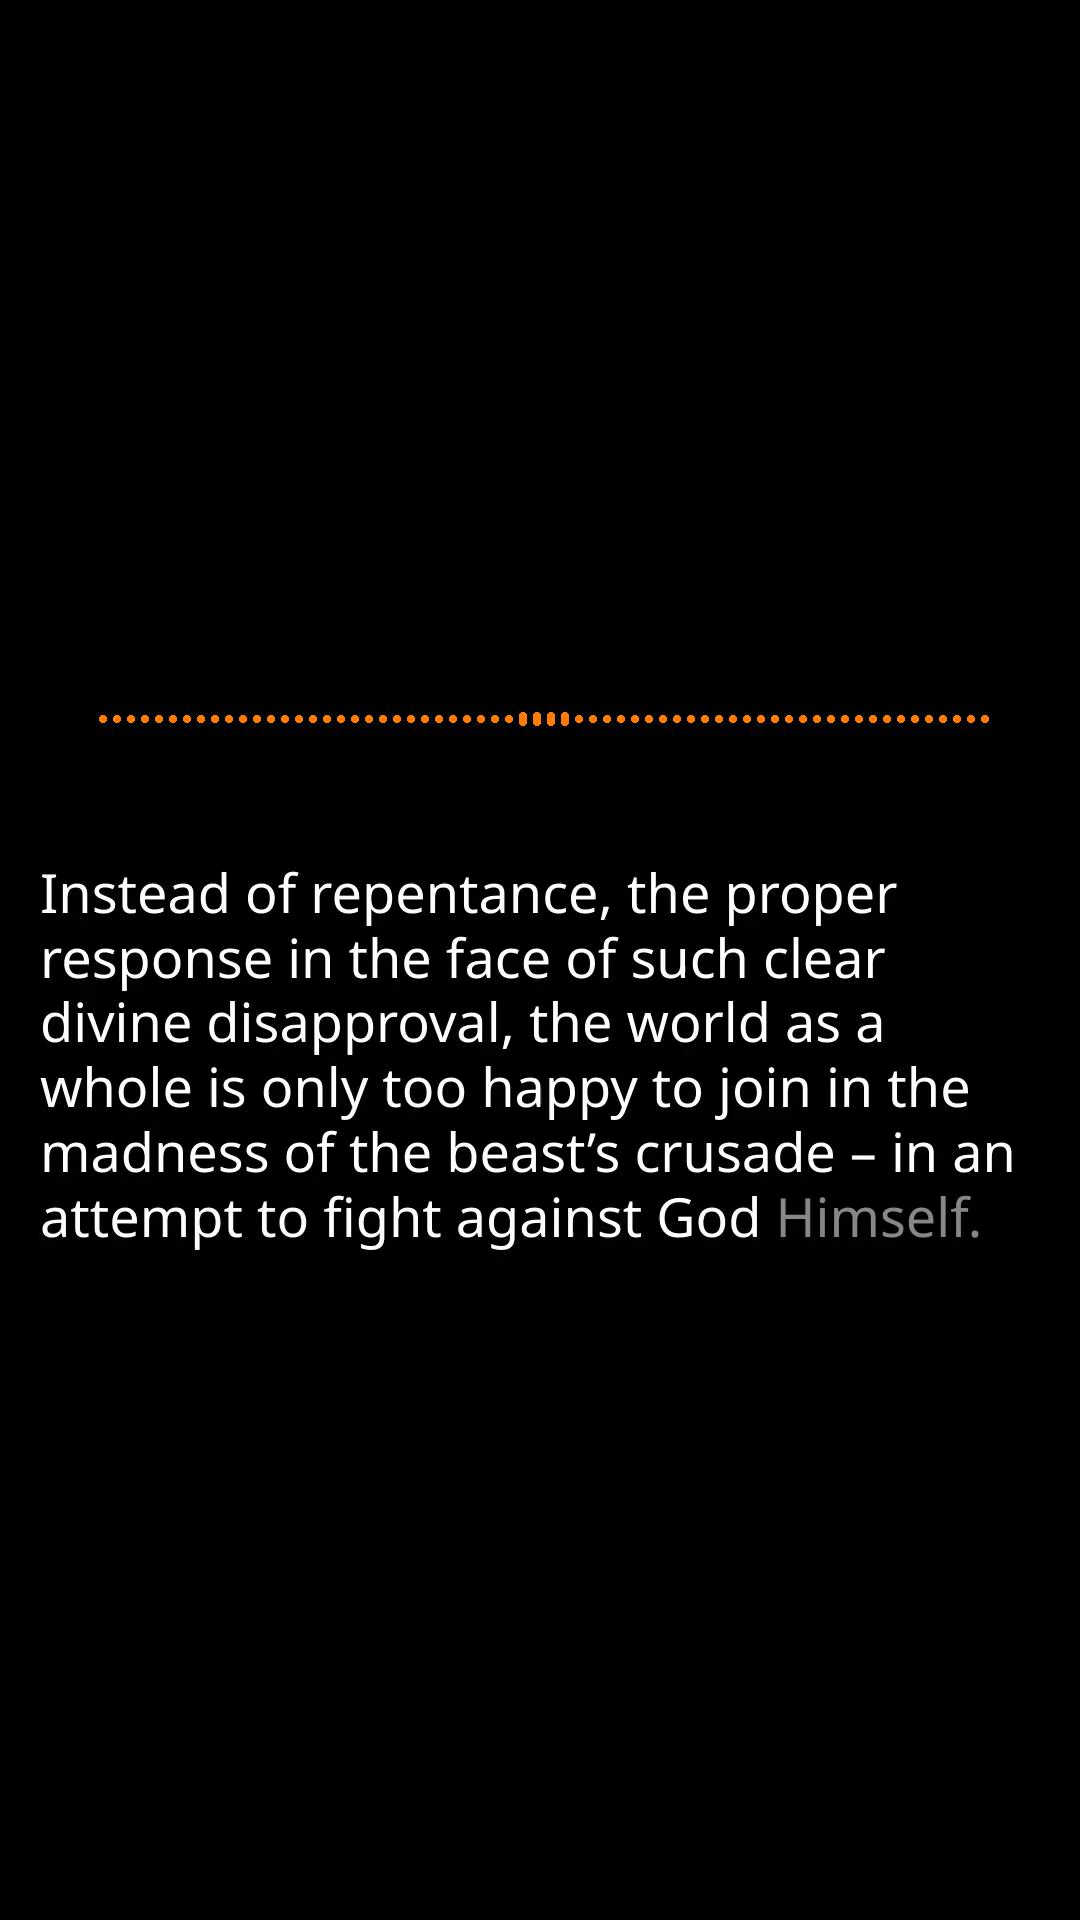 Instead of repentance, the proper
response in the face of such clear
divine disapproval, the world as a
whole is only too happy to join in the
madness of the beast’s crusade – in an
attempt to fight against God Himself.